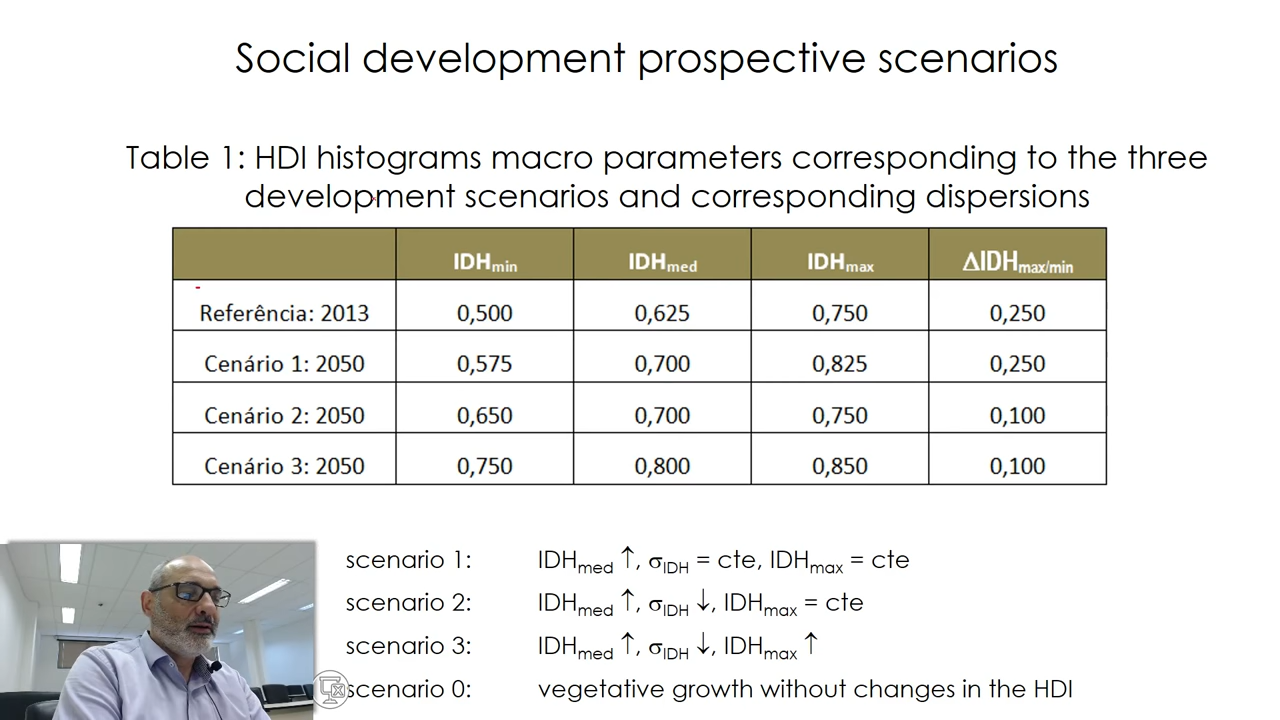 Social development prospective scenarios
Table 1: HDI histograms macro parameters corresponding to the three
development scenarios and corresponding dispersions
IDHmin IDHmed IDHmax ΔIDHmax/min
Referência: 2013 0,500 0,625 0,750 0,250
Cenário 1: 2050 0,575 0,700 0,825 0,250
Cenário 2: 2050 0,650 0,700 0,750 0,100
Cenário 3: 2050 0,750 0,800 0,850 0,100
scenario 1: IDHmed ↑, σIDH = cte, IDHmax = cte
scenario 2: IDHmed ↑, σIDH ↓, IDHmax = cte
scenario 3: IDHmed ↑, σIDH ↓, IDHmax ↑
scenario 0: vegetative growth without changes in the HDI